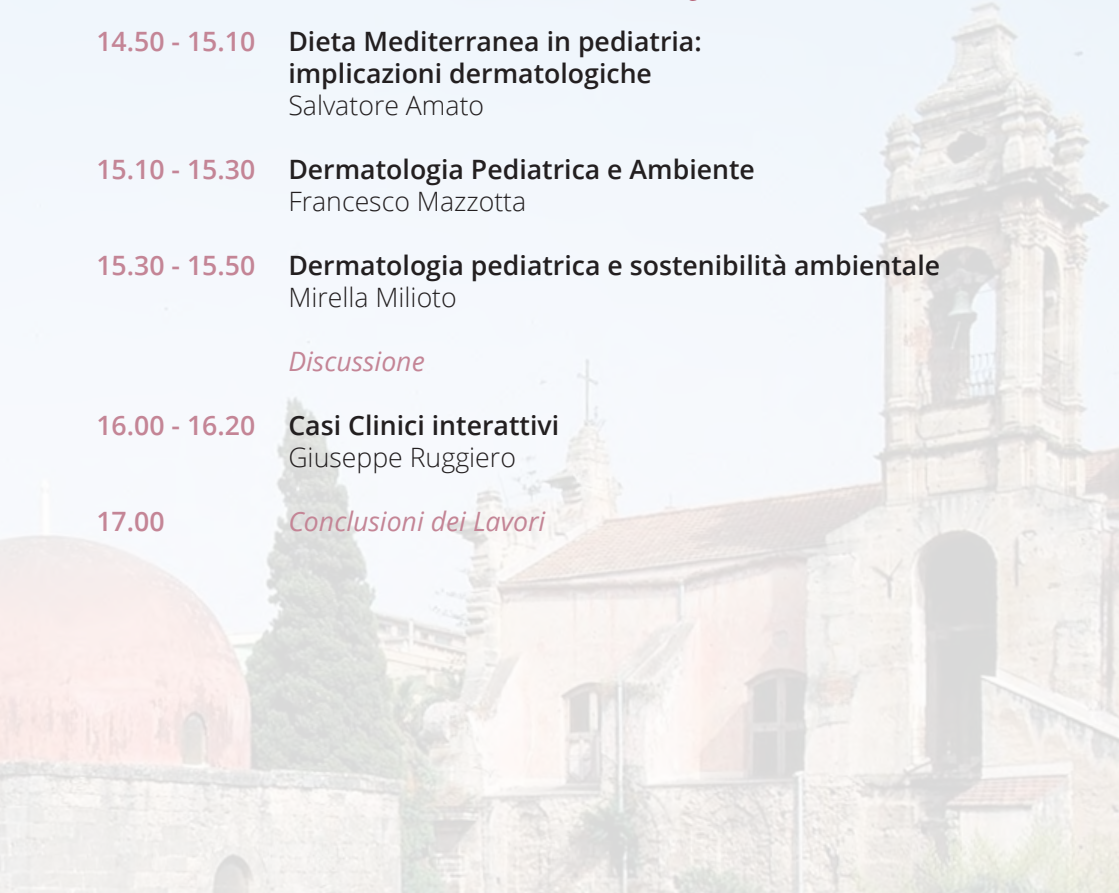 14.50 - 15.10 Dieta Mediterranea in pediatria:
implicazioni dermatologiche
Salvatore Amato
15.10 - 15.30 Dermatologia Pediatrica e Ambiente
Francesco Mazzotta
15.30 - 15.50 Dermatologia pediatrica e sostenibilità ambientale
Mirella Milioto
Discussione
16.00 - 16.20 Casi Clinici interattivi
Giuseppe Ruggiero
17.00 Conclusioni dei Lavori